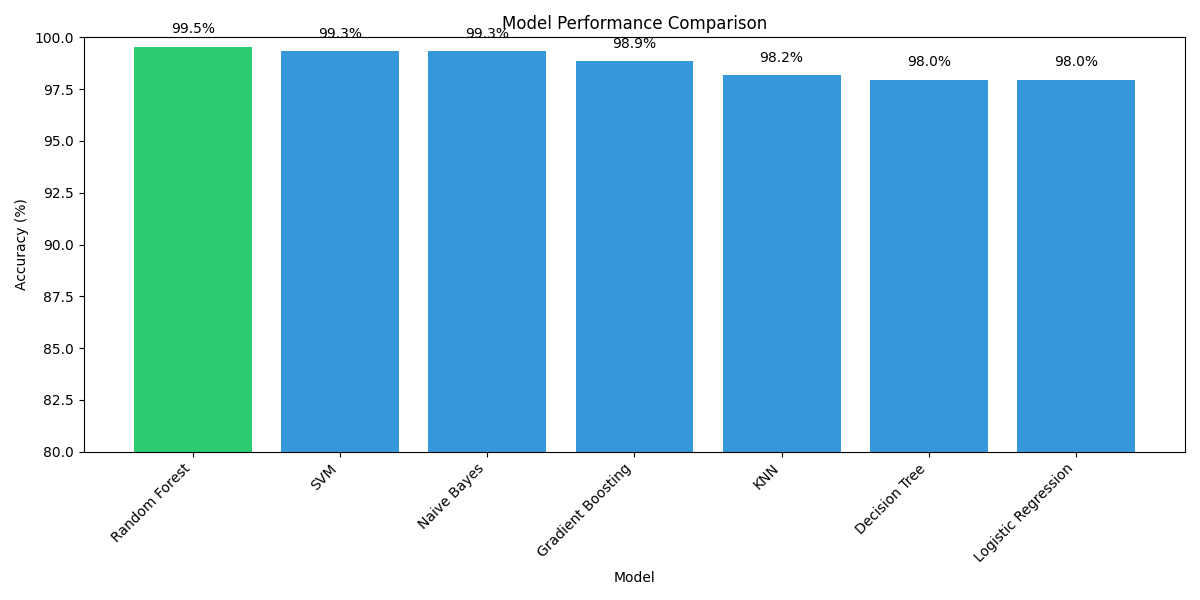 Model Performance Comparison
99.5%
99.3%
99.3%
98.9%
98.2%
98.0%
98.0%
100.0
97.5
95.0
92.5
90.0
87.5
85.0
82.5
80.0
Accuracy (%)
Random Forest
SVM
Naive Bayes
Gradient Boosting
KNN
Decision Tree
Logistic Regression
Model